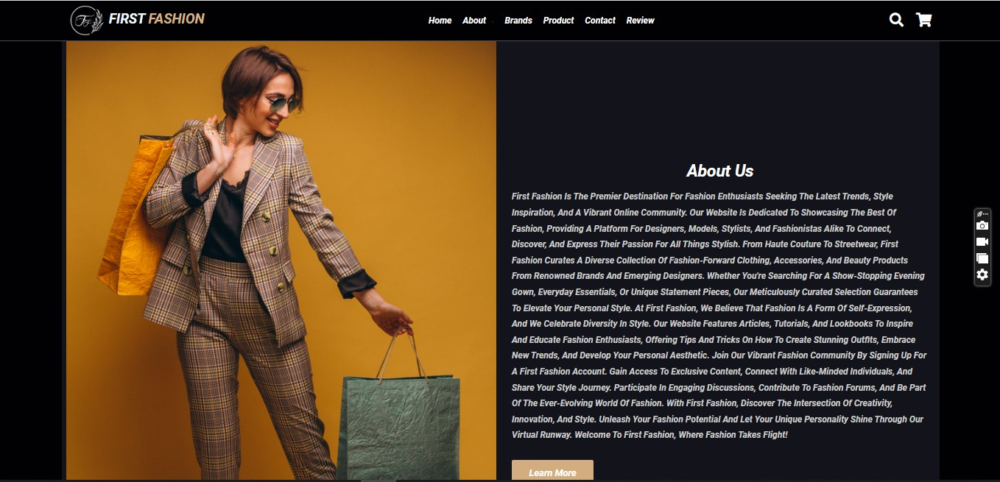 FIRST FASHION
Home About Brands Product Contact Review
About Us
First Fashion Is The Premier Destination For Fashion Enthusiasts Seeking The Latest Trends, Style
Inspiration, And A Vibrant Online Community. Our Website Is Dedicated To Showcasing The Best Of
Fashion, Providing A Platform For Designers, Models, Stylists, And Fashionistas Alike To Connect,
Discover, And Express Their Passion For All Things Stylish. From Haute Couture To Streetwear, First
Fashion Curates A Diverse Collection Of Fashion-Forward Clothing, Accessories, And Beauty Products
From Renowned Brands And Emerging Designers. Whether You're Searching For A Show-Stopping Evening
Gown, Everyday Essentials, Or Unique Statement Pieces, Our Meticulously Curated Selection Guarantees
To Elevate Your Personal Style. At First Fashion, We Believe That Fashion Is A Form Of Self-Expression,
And We Celebrate Diversity In Style. Our Website Features Articles, Tutorials, And Lookbooks To Inspire
And Educate Fashion Enthusiasts, Offering Tips And Tricks On How To Create Stunning Outfits, Embrace
New Trends, And Develop Your Personal Aesthetic. Join Our Vibrant Fashion Community By Signing Up For
A First Fashion Account. Gain Access To Exclusive Content, Connect With Like-Minded Individuals, And
Share Your Style Journey. Participate In Engaging Discussions, Contribute To Fashion Forums, And Be Part
Of The Ever-Evolving World Of Fashion. With First Fashion, Discover The Intersection Of Creativity,
Innovation, And Style. Unleash Your Fashion Potential And Let Your Unique Personality Shine Through Our
Virtual Runway. Welcome To First Fashion, Where Fashion Takes Flight!
Learn More